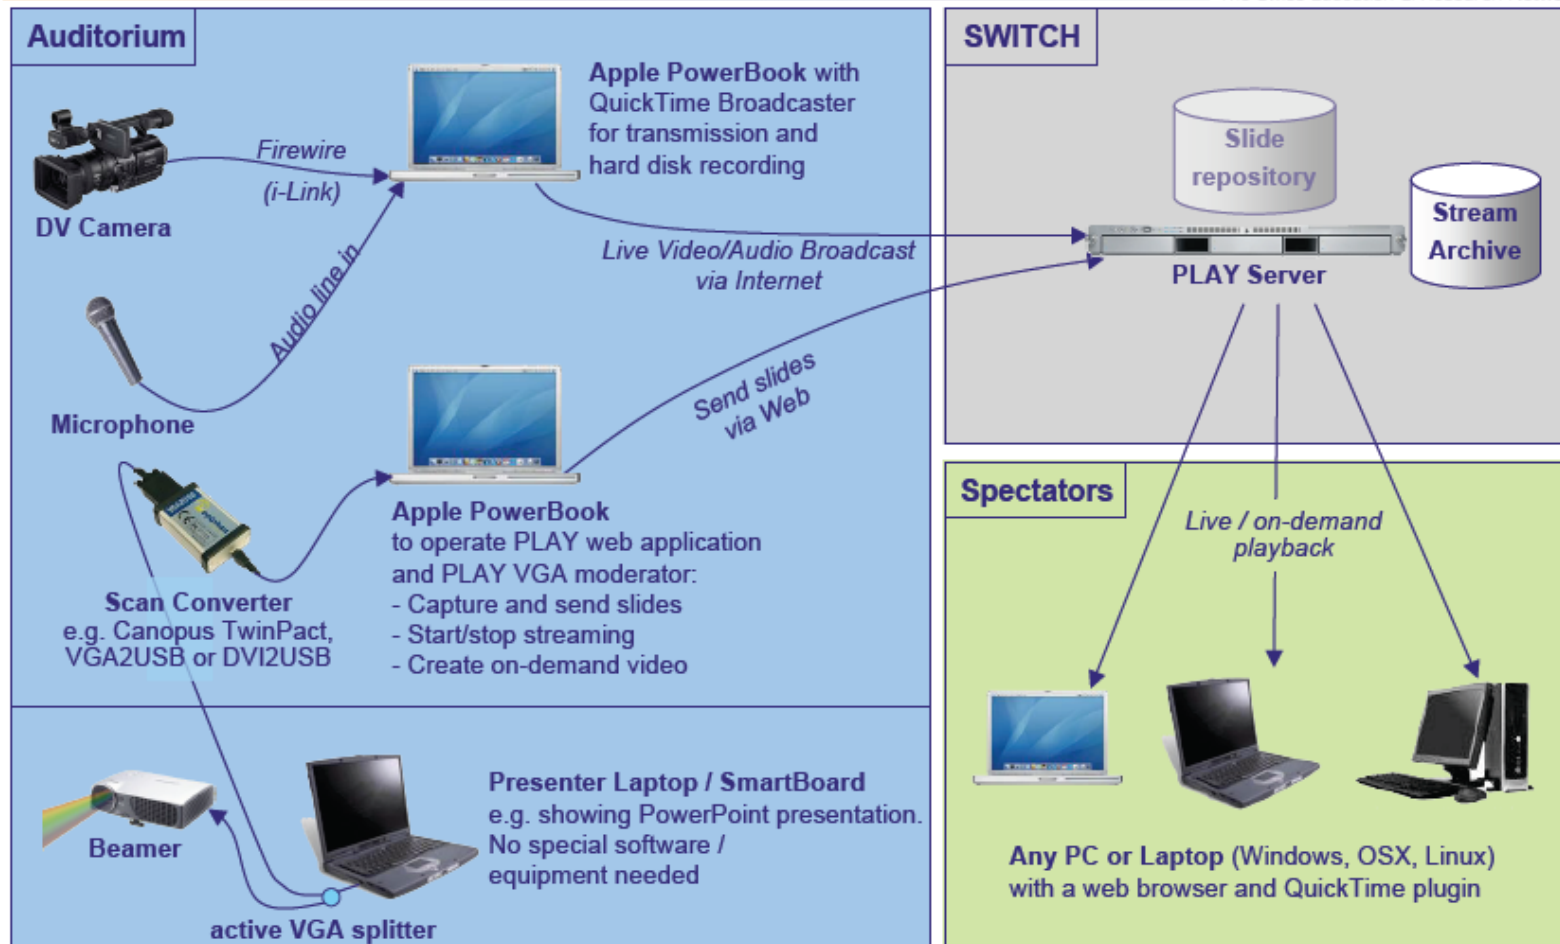 Auditorium
Apple PowerBook with
QuickTime Broadcaster
for transmission and
hard disk recording
Firewire
(i-Link)
DV Camera
Audio line in
Live Video/Audio Broadcast
via Internet
Microphone
Send slides
via Web
Apple PowerBook
to operate PLAY web application
and PLAY VGA moderator:
- Capture and send slides
- Start/stop streaming
- Create on-demand video
Scan Converter
e.g. Canopus TwinPact,
VGA2USB or DVI2USB
Presenter Laptop / SmartBoard
e.g. showing PowerPoint presentation.
No special software /
equipment needed
Beamer
active VGA splitter
SWITCH
Slide
repository
Stream
Archive
PLAY Server
Spectators
Live / on-demand
playback
Any PC or Laptop (Windows, OSX, Linux)
with a web browser and QuickTime plugin